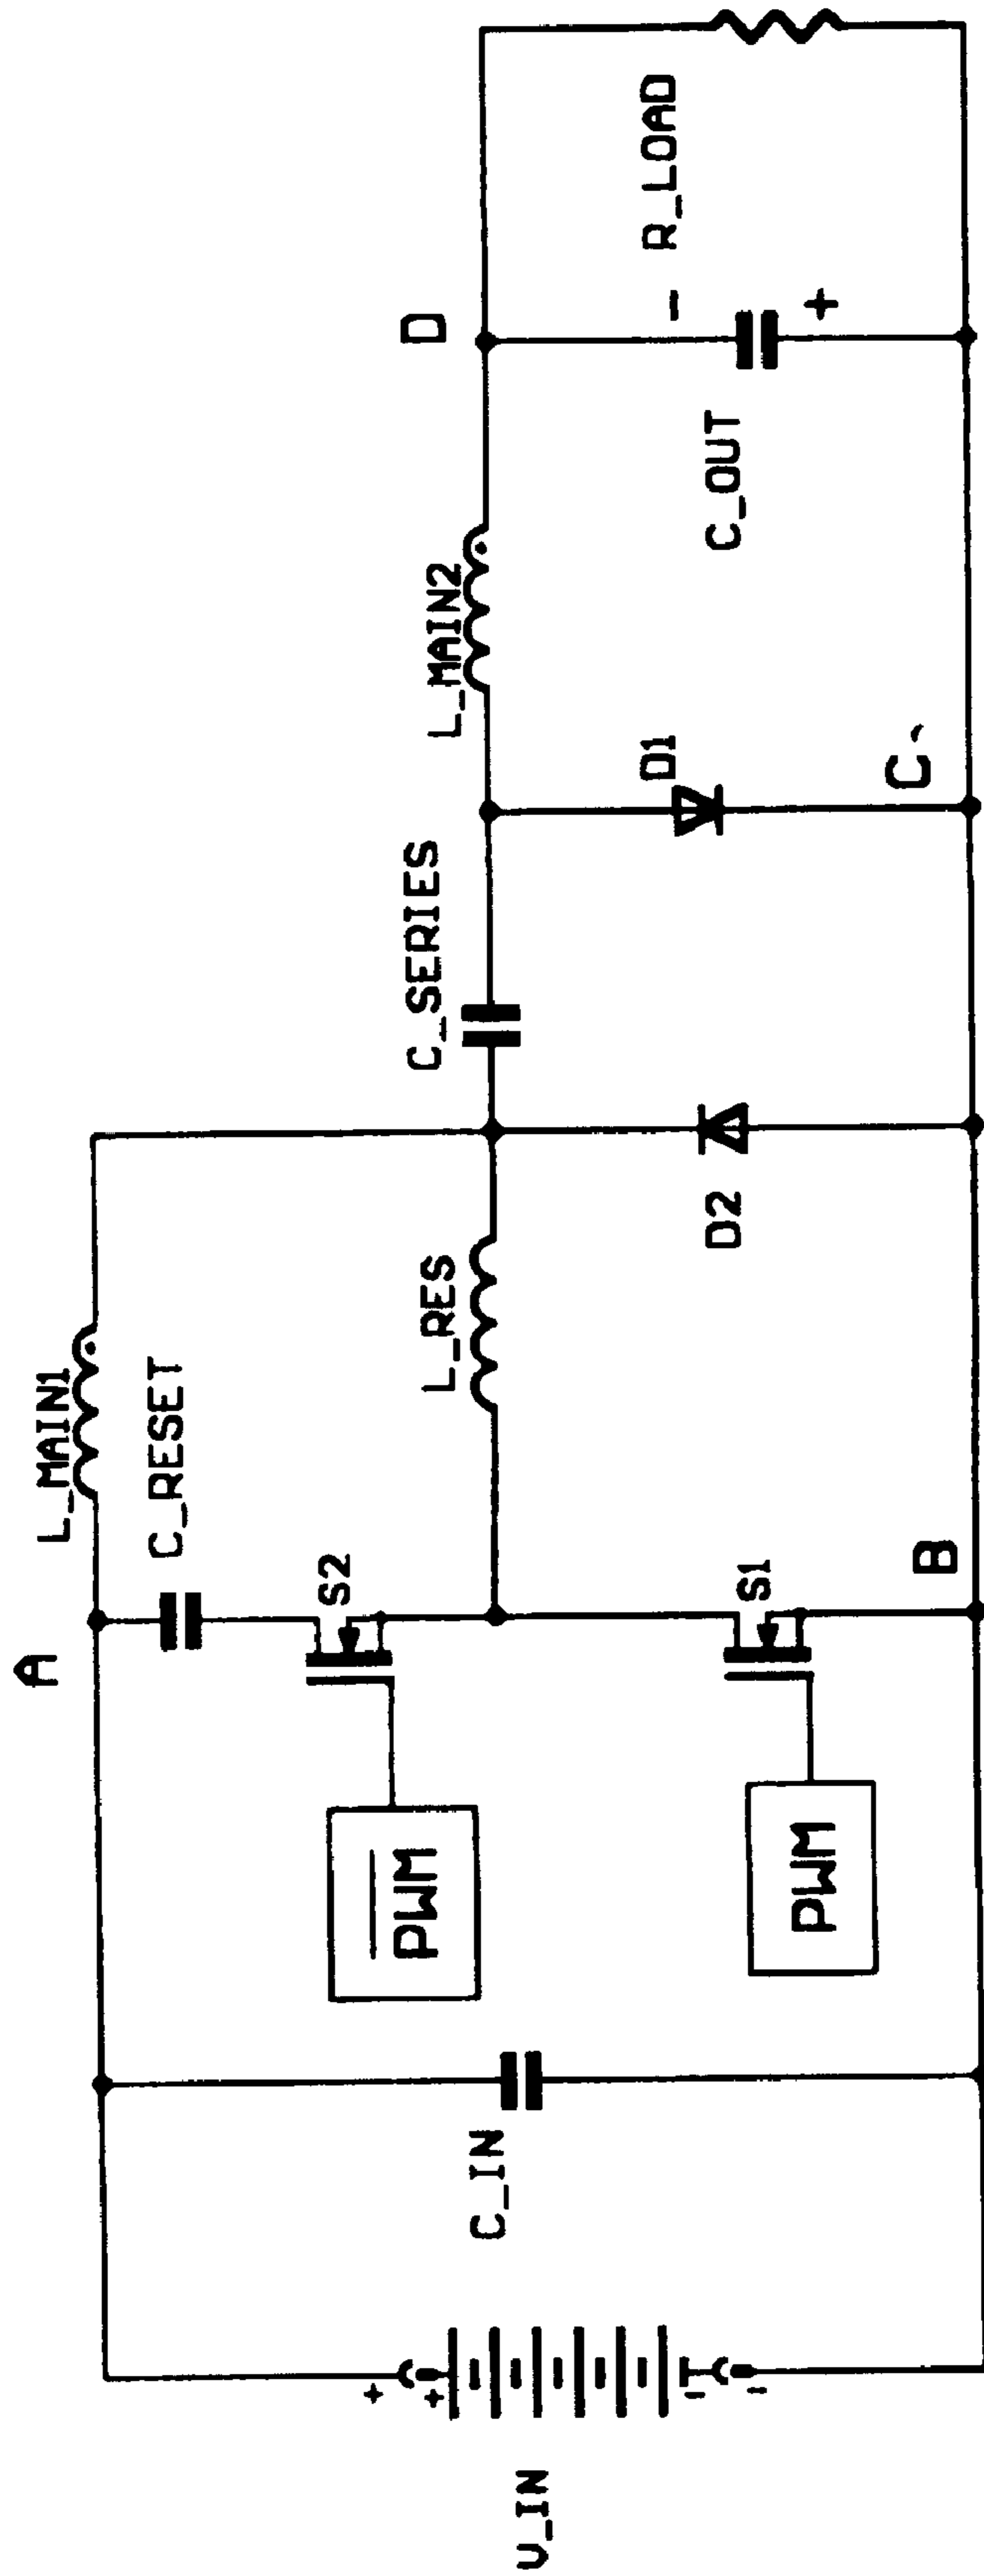 A
L_MAIN1
C_RESET
S2
PWM
V_IN
+
+
-
-
C_IN
PWM
S1
B
L_RES
D2
C_SERIES
D1
C
L_MAIN2
D
C_OUT
-
+
R_LOAD